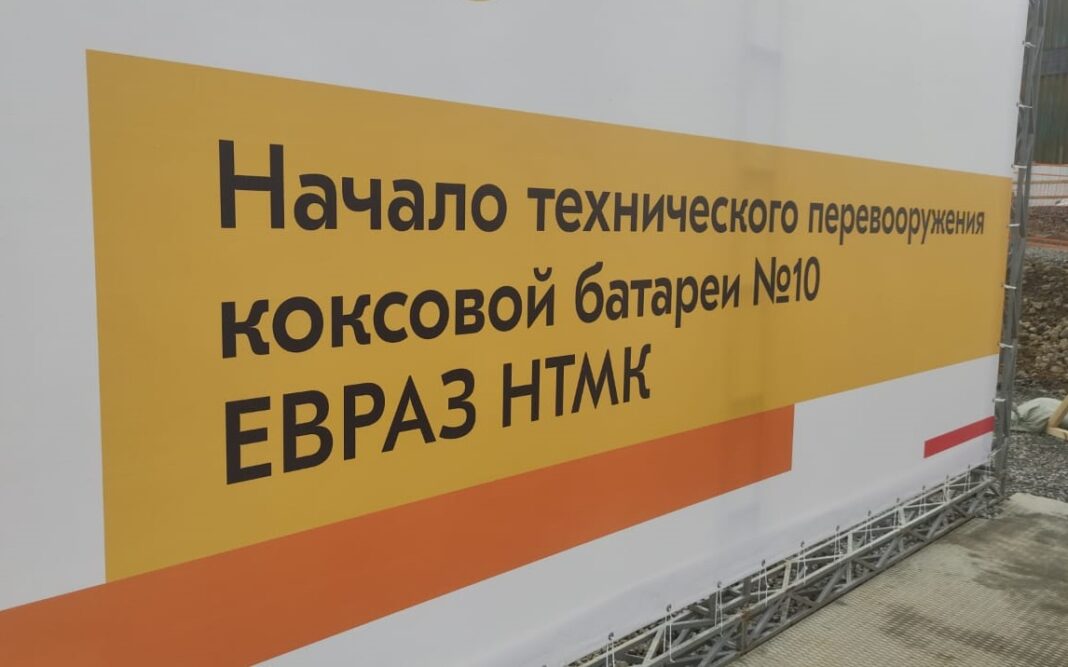 Начало технического перевооружения
коксовой батареи №10
ЕВРАЗ НТМК